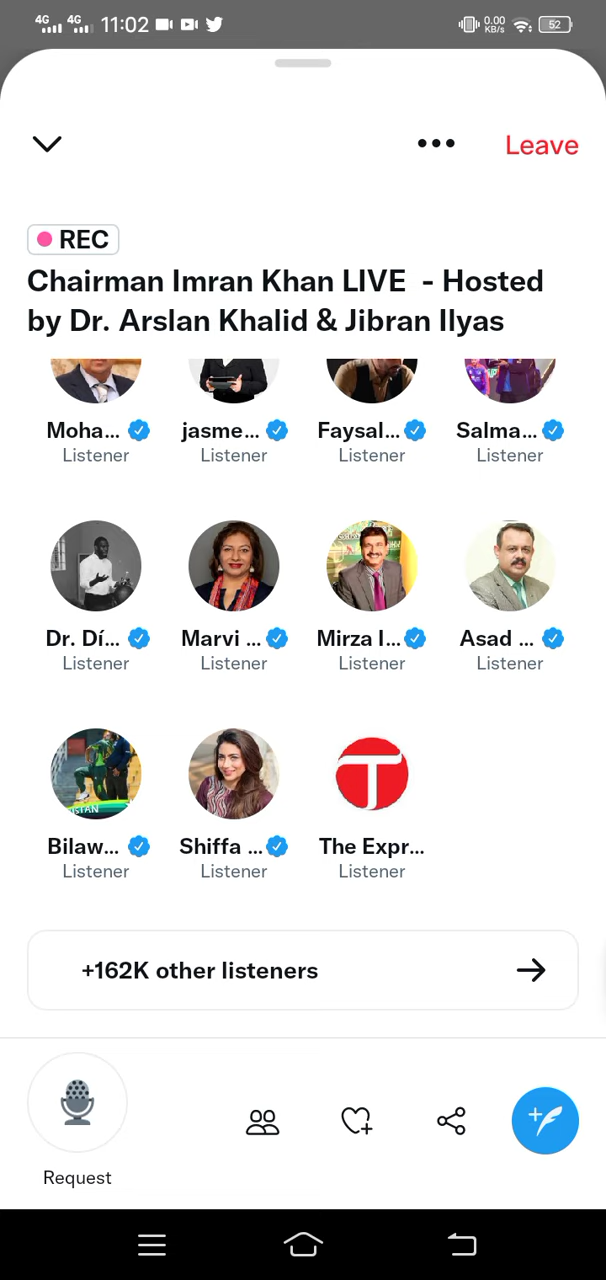 4G 4G 11:02 0.00 KB/s 52
Leave
REC
Chairman Imran Khan LIVE - Hosted
by Dr. Arslan Khalid & Jibran Ilyas
Moha... jasme... Faysal... Salma...
Listener Listener Listener Listener
Dr. Dí... Marvi ... Mirza I... Asad ...
Listener Listener Listener Listener
ISTAN
T
Bilaw... Shiffa ... The Expr...
Listener Listener Listener
+162K other listeners
Request